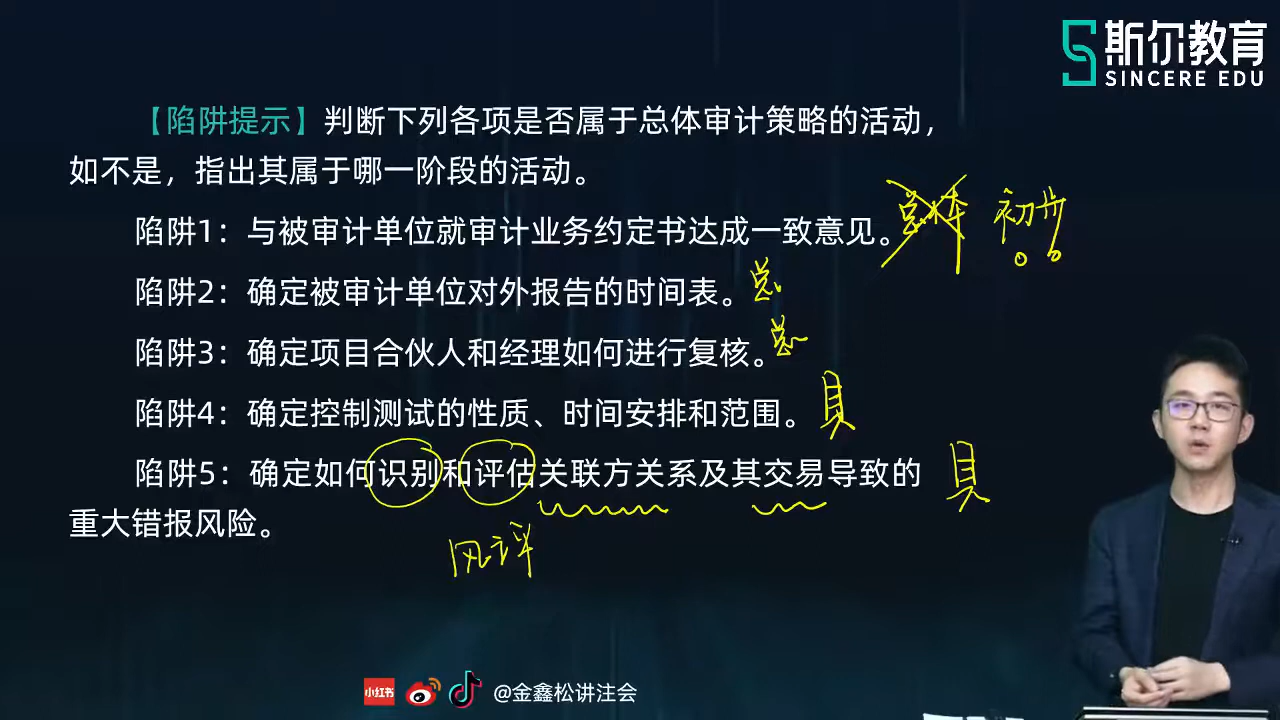 斯尔教育
SINCERE EDU
【陷阱提示】判断下列各项是否属于总体审计策略的活动，
如不是，指出其属于哪一阶段的活动。
陷阱1：与被审计单位就审计业务约定书达成一致意见。总体 初步
陷阱2：确定被审计单位对外报告的时间表。总
陷阱3：确定项目合伙人和经理如何进行复核。总
陷阱4：确定控制测试的性质、时间安排和范围。具
陷阱5：确定如何识别和评估关联方关系及其交易导致的 具
重大错报风险。
风评
小红书 @金鑫松讲注会